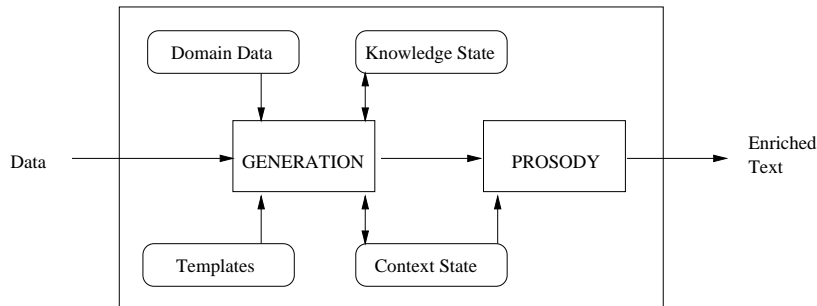 Domain Data
Knowledge State
Data
GENERATION
PROSODY
Enriched
Text
Templates
Context State